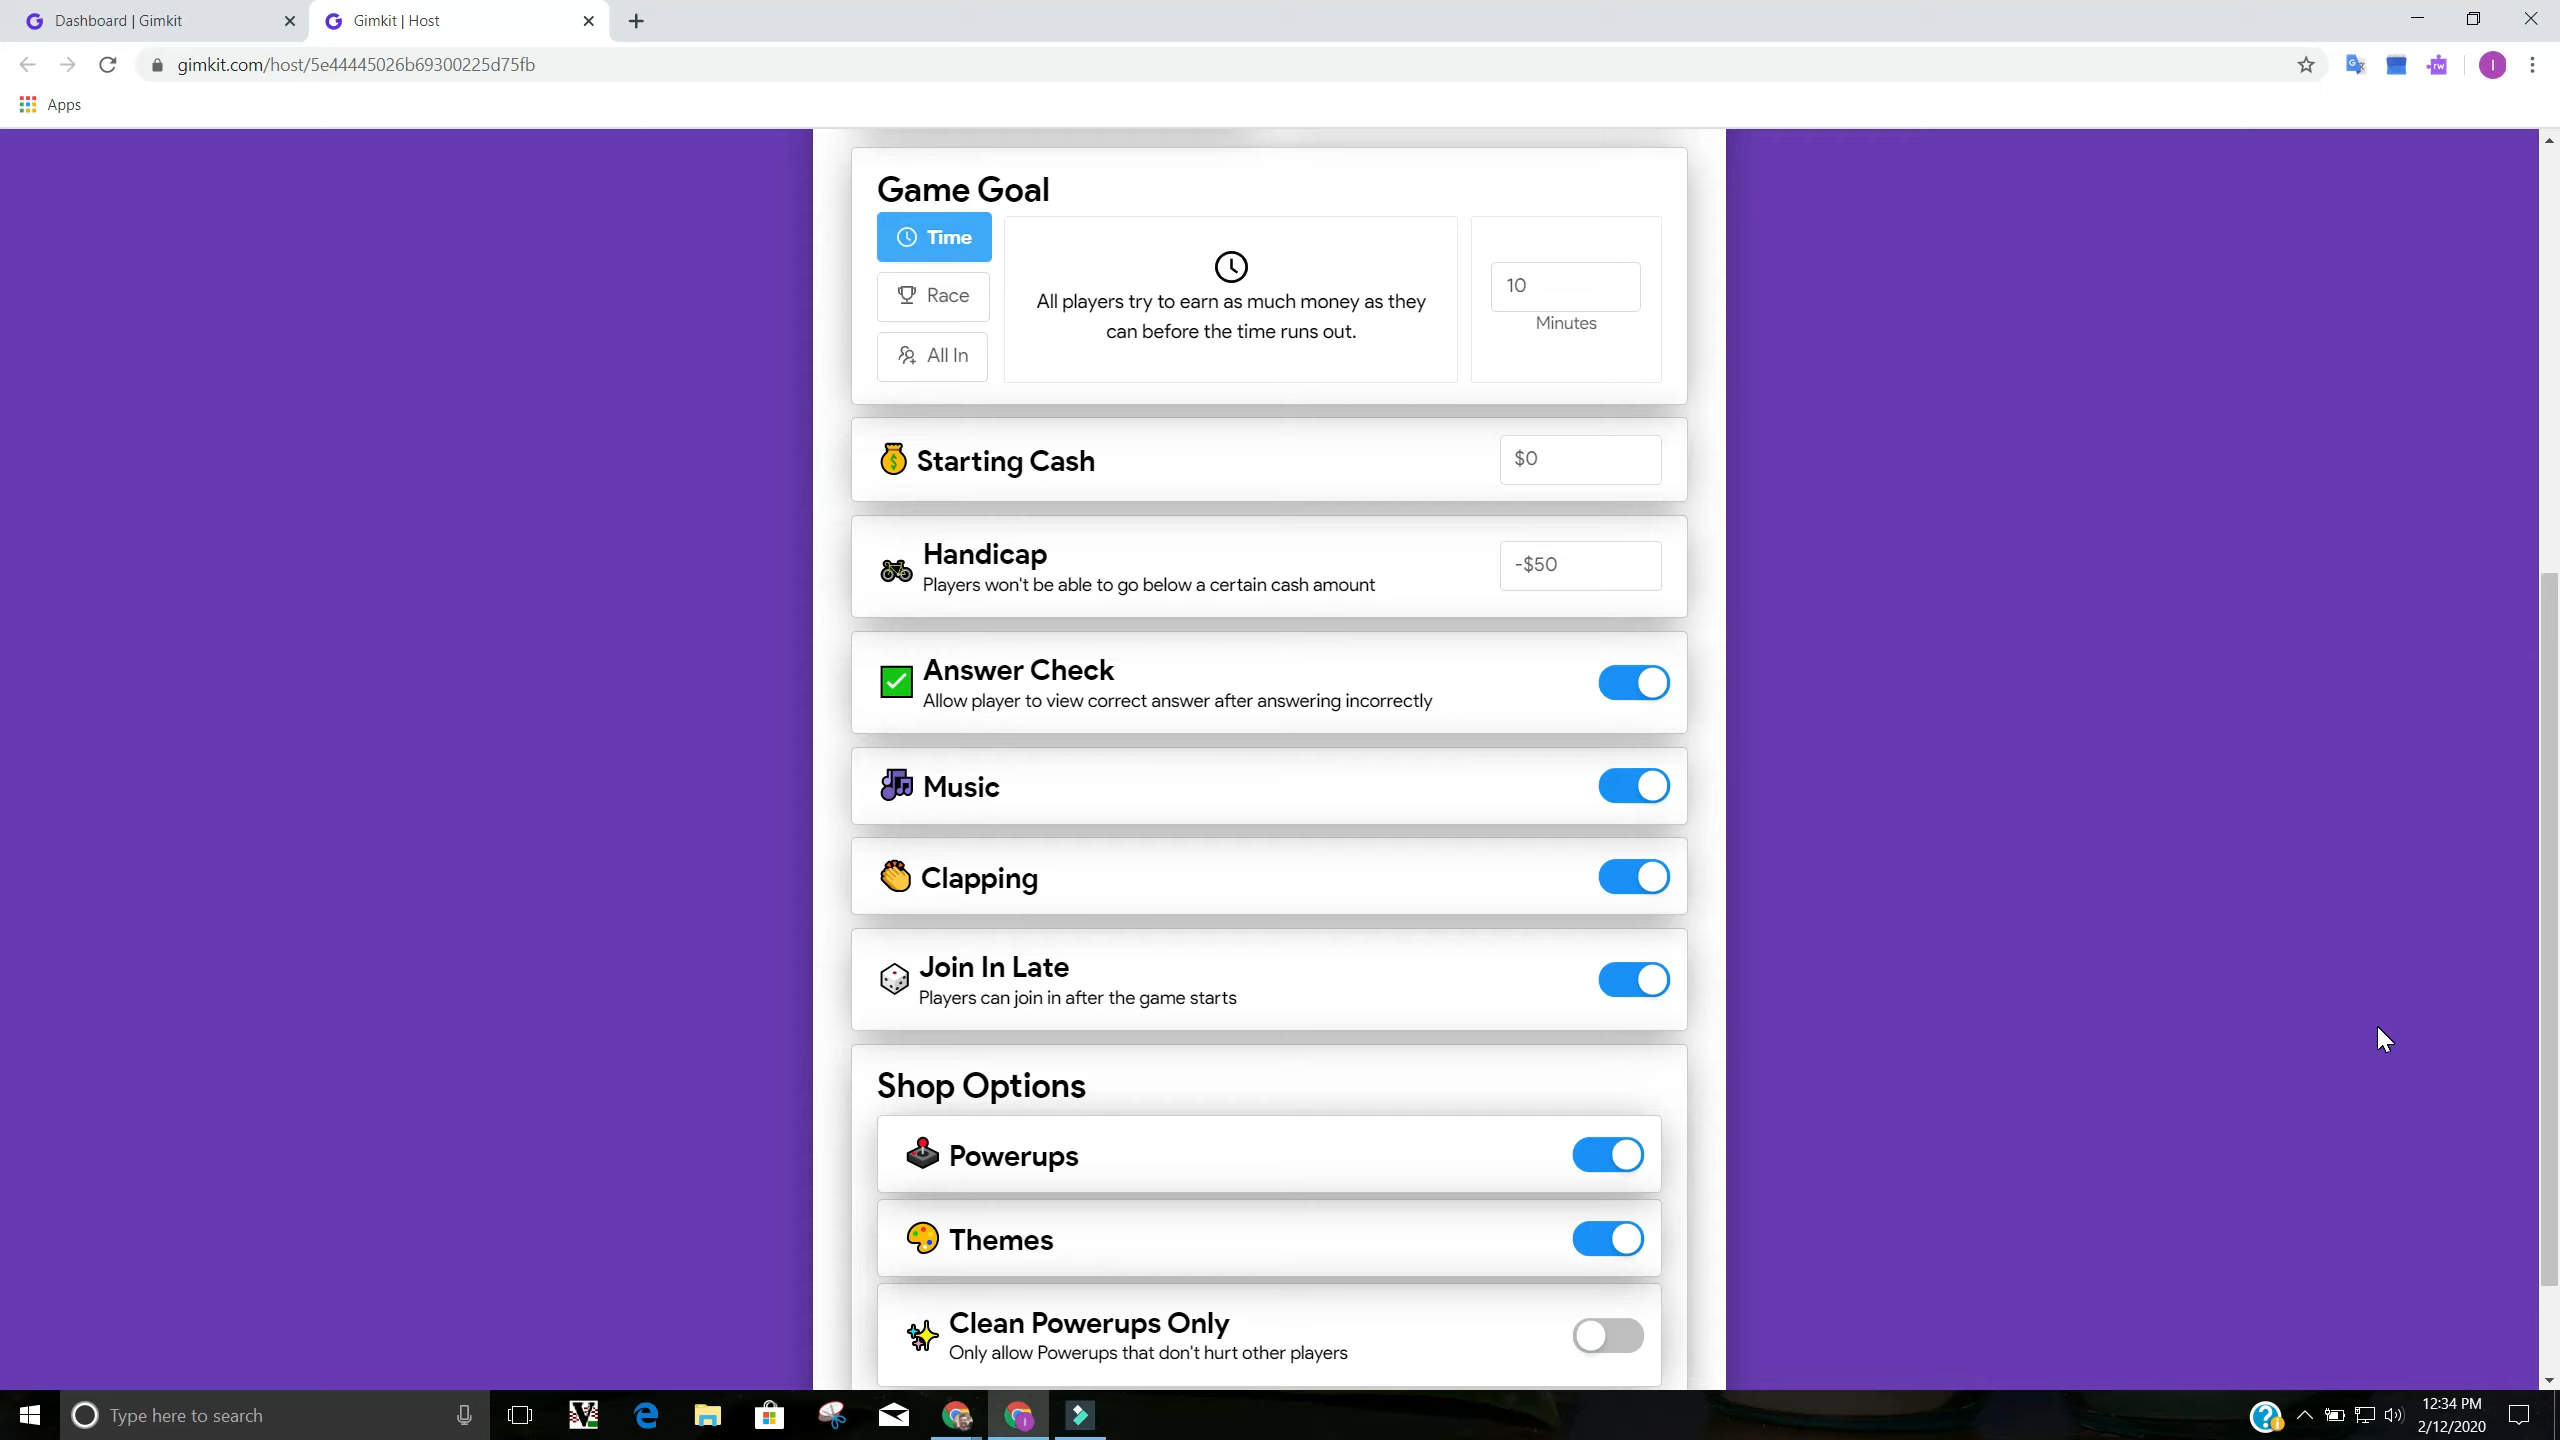 Dashboard | Gimkit
Gimkit | Host
gimkit.com/host/5e44445026b69300225d75fb
Apps
Game Goal
Time
Race
All In
All players try to earn as much money as they
can before the time runs out.
10
Minutes
Starting Cash
$0
Handicap
Players won't be able to go below a certain cash amount
-$50
Answer Check
Allow player to view correct answer after answering incorrectly
Music
Clapping
Join In Late
Players can join in after the game starts
Shop Options
Powerups
Themes
Clean Powerups Only
Only allow Powerups that don't hurt other players
Type here to search
12:34 PM
2/12/2020